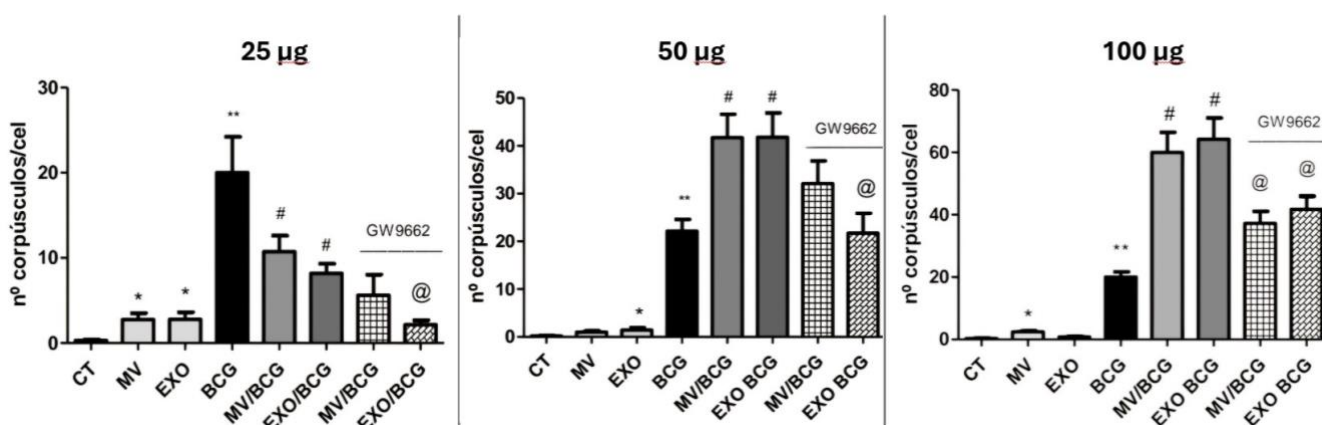 25 µg
nº corpúsculos/cel
30
20
10
0
*
*
**
#
#
GW9662
@
CT
MV
EXO
BCG
MV/BCG
EXO/BCG
MV/BCG
EXO/BCG
50 µg
nº corpúsculos/cel
50
40
30
20
10
0
*
**
#
#
GW9662
@
CT
MV
EXO
BCG
MV/BCG
EXO BCG
MV/BCG
EXO BCG
100 µg
nº corpúsculos/cel
80
60
40
20
0
*
**
#
#
GW9662
@
@
CT
MV
EXO
BCG
MV/BCG
EXO BCG
MV/BCG
EXO BCG